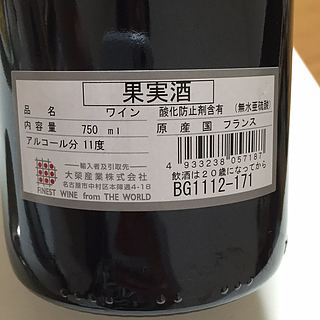 果実酒
品名 ワイン 酸化防止剤含有 (無水亜硫酸)
内容量 750 ml 原産国 フランス
アルコール分 11度
4 933238 057187
輸入者及引取先
大榮産業株式会社
名古屋市中村区本陣通4-18
FINEST WINE from THE WORLD
飲酒は20歳になってから
BG1112-171